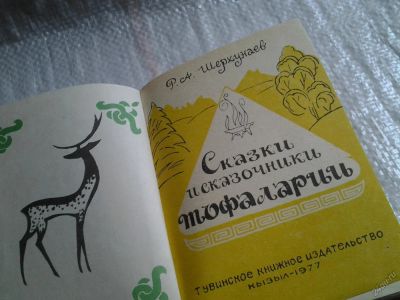 Р. А. Шеркунаев
Сказки
и сказочники
тофаларии
ТУВИНСКОЕ КНИЖНОЕ ИЗДАТЕЛЬСТВО
КЫЗЫЛ-1977